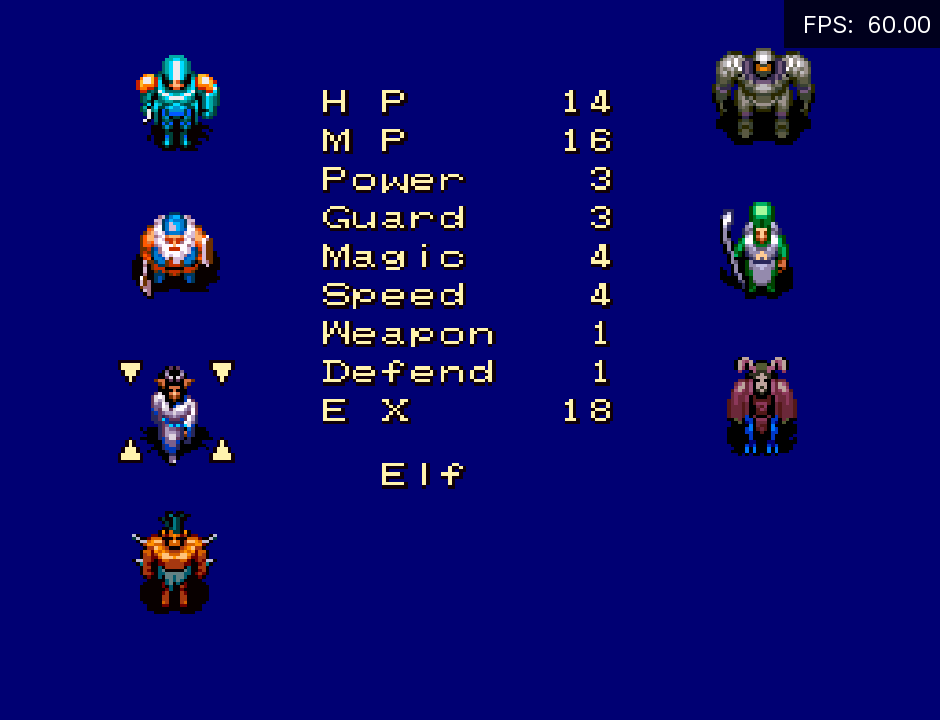 FPS: 60.00
H P 14
M P 16
Power 3
Guard 3
Magic 4
Speed 4
Weapon 1
Defend 1
E X 18
Elf